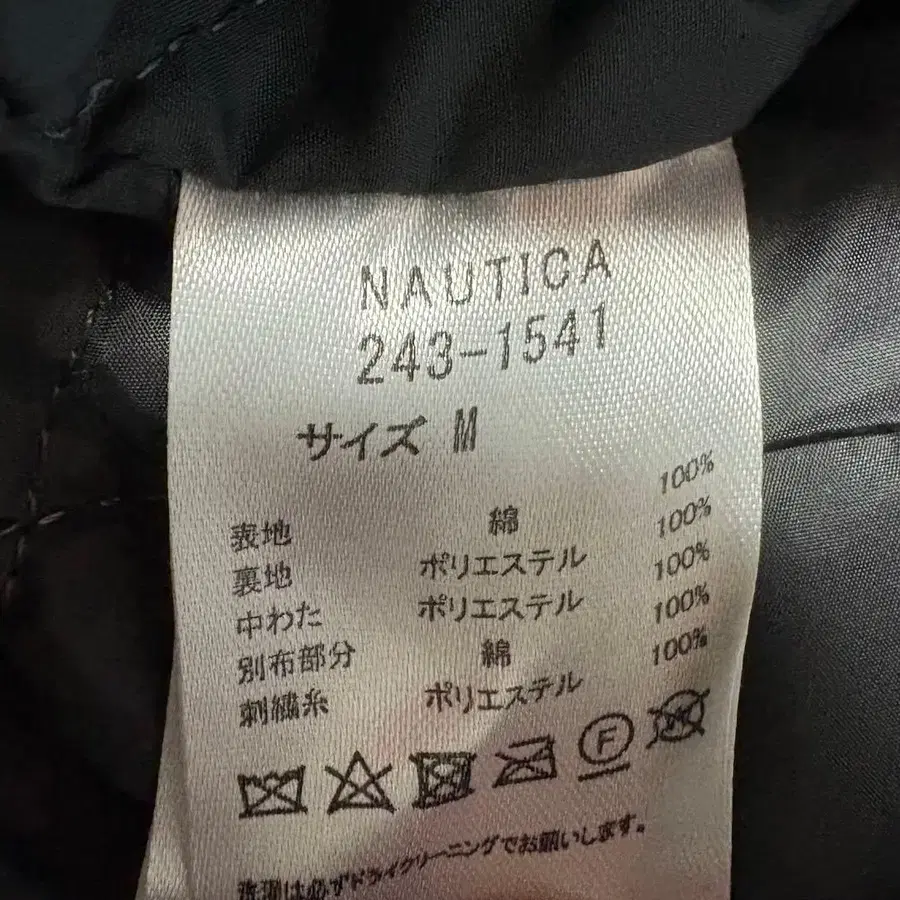 NAUTICA
243-1541
サイズ M
表地 綿 100%
裏地 ポリエステル 100%
中わた ポリエステル 100%
別布部分 綿 100%
刺繍糸 ポリエステル 100%
F
W
洗濯は必ずドライクリーニングでお願いします。